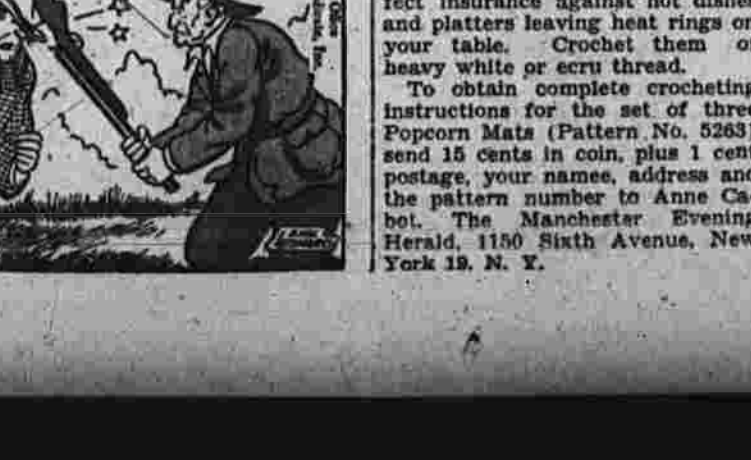 rect insurance against hot dishes
and platters leaving heat rings on
your table. Crochet them of
heavy white or ecru thread.
To obtain complete crocheting
instructions for the set of three
Popcorn Mats (Pattern No. 5263)
send 15 cents in coin, plus 1 cent
postage, your namee, address and
the pattern number to Anne Ca-
bot. The Manchester Evening
Herald, 1150 Sixth Avenue, New
York 19, N. Y.